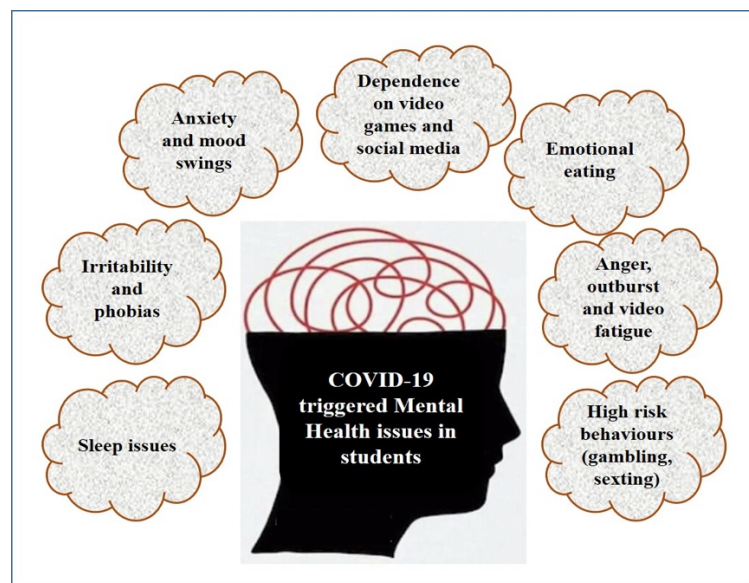 Dependence
on video
games and
social media
Anxiety
and mood
swings
Emotional
eating
Irritability
and
phobias
Anger,
outburst
and video
fatigue
COVID-19
triggered Mental
Health issues in
students
Sleep issues
High risk
behaviours
(gambling,
sexting)